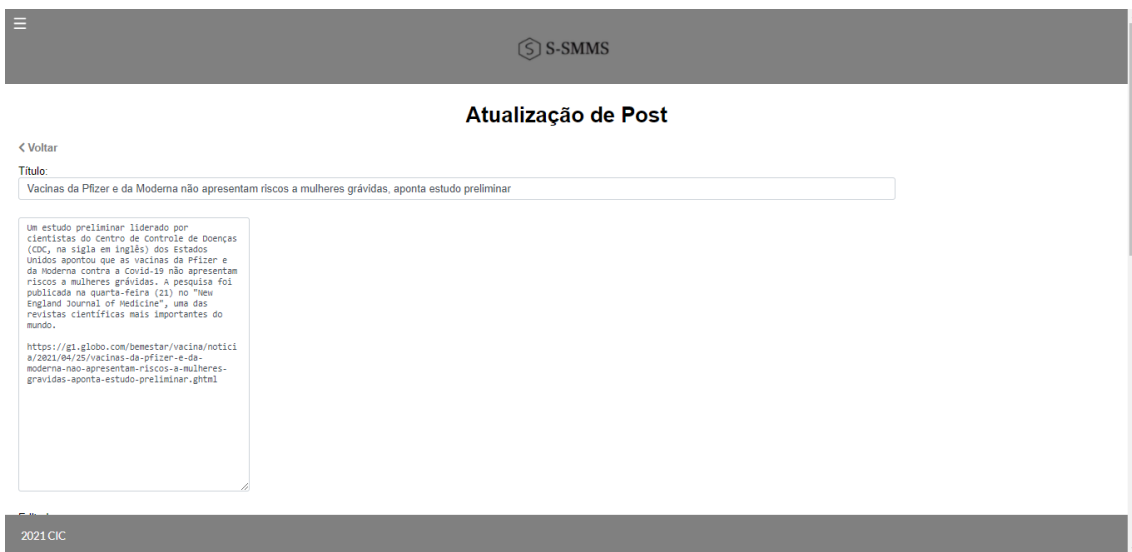 ☰
S-SMMS
Atualização de Post
Voltar
Título:
Vacinas da Pfizer e da Moderna não apresentam riscos a mulheres grávidas, aponta estudo preliminar
Um estudo preliminar liderado por
cientistas do Centro de Controle de Doenças
(CDC, na sigla em inglês) dos Estados
Unidos apontou que as vacinas da Pfizer e
da Moderna contra a Covid-19 não apresentam
riscos a mulheres grávidas. A pesquisa foi
publicada na quarta-feira (21) no "New
England Journal of Medicine", uma das
revistas científicas mais importantes do
mundo.
https://g1.globo.com/bemestar/vacina/notici
a/2021/04/25/vacinas-da-pfizer-e-da-
moderna-nao-apresentam-riscos-a-mulheres-
gravidas-aponta-estudo-preliminar.ghtml
2021 CIC